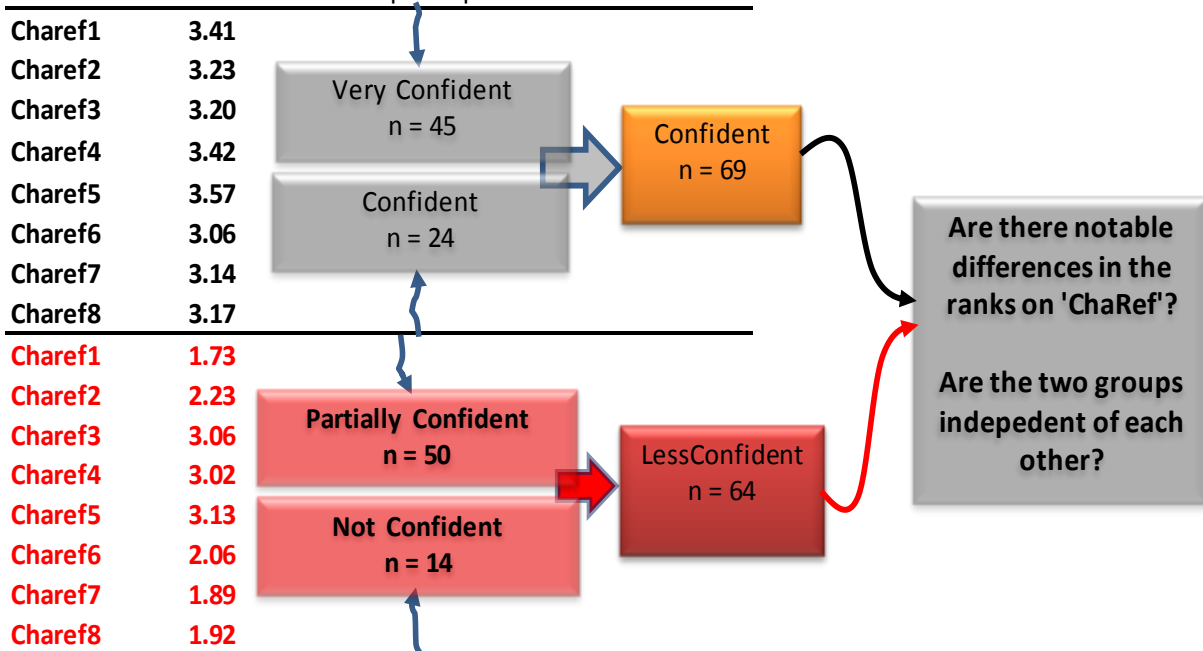 Charef1 3.41
Charef2 3.23
Charef3 3.20
Charef4 3.42
Charef5 3.57
Charef6 3.06
Charef7 3.14
Charef8 3.17
Very Confident
n = 45
Confident
n = 24
Confident
n = 69
Charef1 1.73
Charef2 2.23
Charef3 3.06
Charef4 3.02
Charef5 3.13
Charef6 2.06
Charef7 1.89
Charef8 1.92
Partially Confident
n = 50
Not Confident
n = 14
LessConfident
n = 64
Are there notable
differences in the
ranks on 'ChaRef'?
Are the two groups
indepedent of each
other?